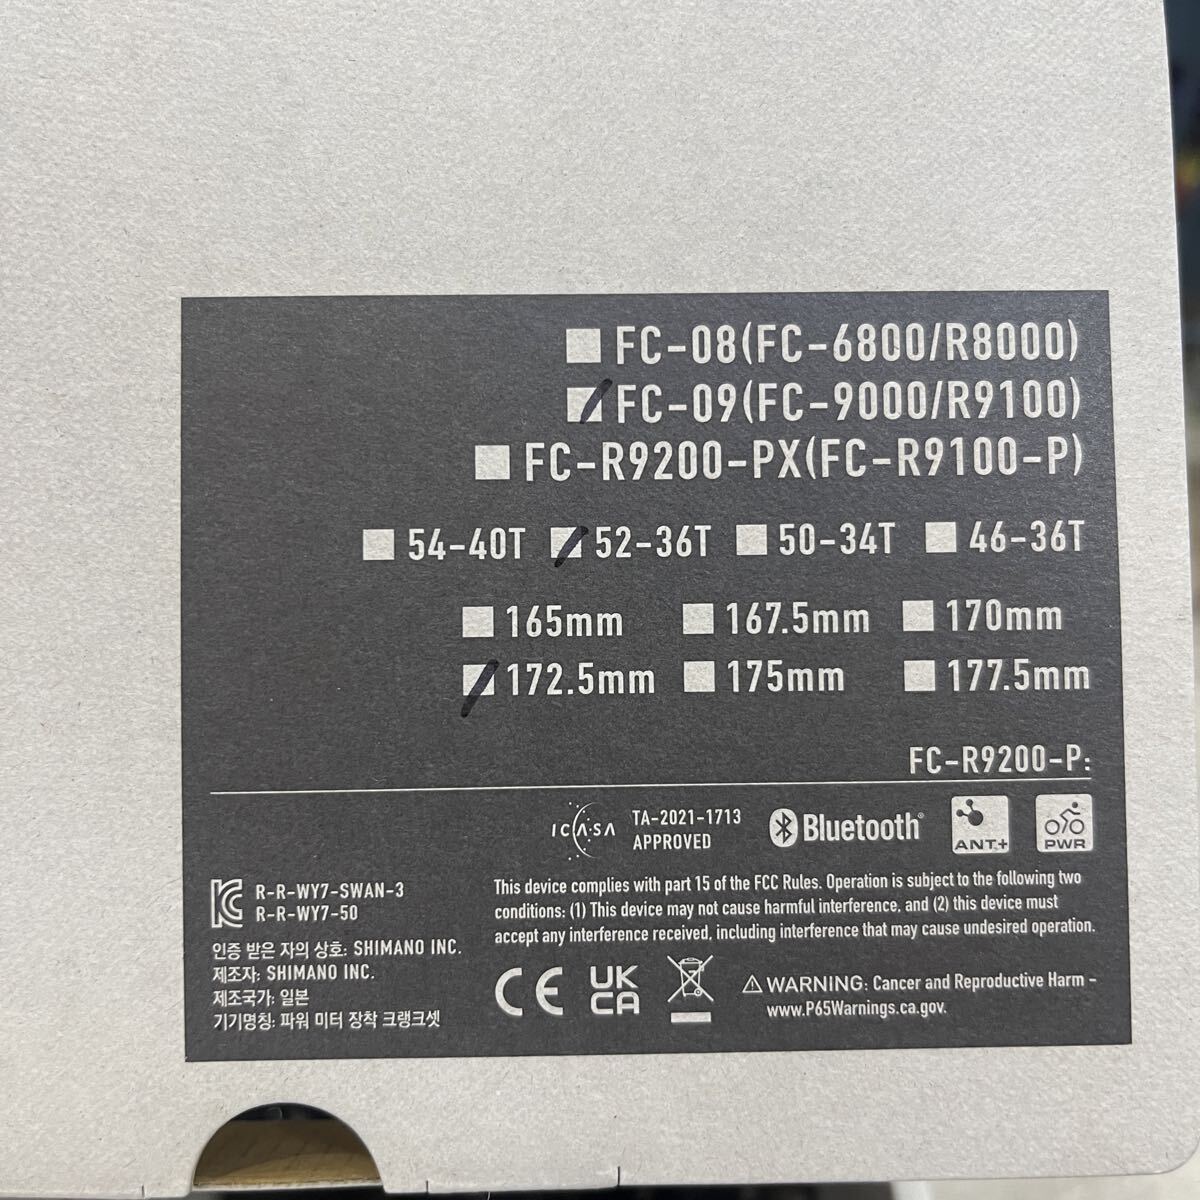 FC-08(FC-6800/R8000)
FC-09(FC-9000/R9100)
FC-R9200-PX(FC-R9100-P)
54-40T 52-36T 50-34T 46-36T
165mm 167.5mm 170mm
172.5mm 175mm 177.5mm
FC-R9200-P:
ICASA TA-2021-1713 APPROVED Bluetooth® ANT+ PWR
R-R-WY7-SWAN-3
R-R-WY7-50
인증 받은 자의 상호: SHIMANO INC.
제조자: SHIMANO INC.
제조국가: 일본
기기명칭: 파워 미터 장착 크랭크셋
This device complies with part 15 of the FCC Rules. Operation is subject to the following two
conditions: (1) This device may not cause harmful interference, and (2) this device must
accept any interference received, including interference that may cause undesired operation.
CE UK CA
WARNING: Cancer and Reproductive Harm -
www.P65Warnings.ca.gov.